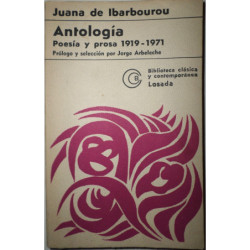 Juana de Ibarbourou
Antología
Poesía y prosa 1919-1971
Prólogo y selección por Jorge Arbeleche
Biblioteca clásica
y contemporánea
Losada